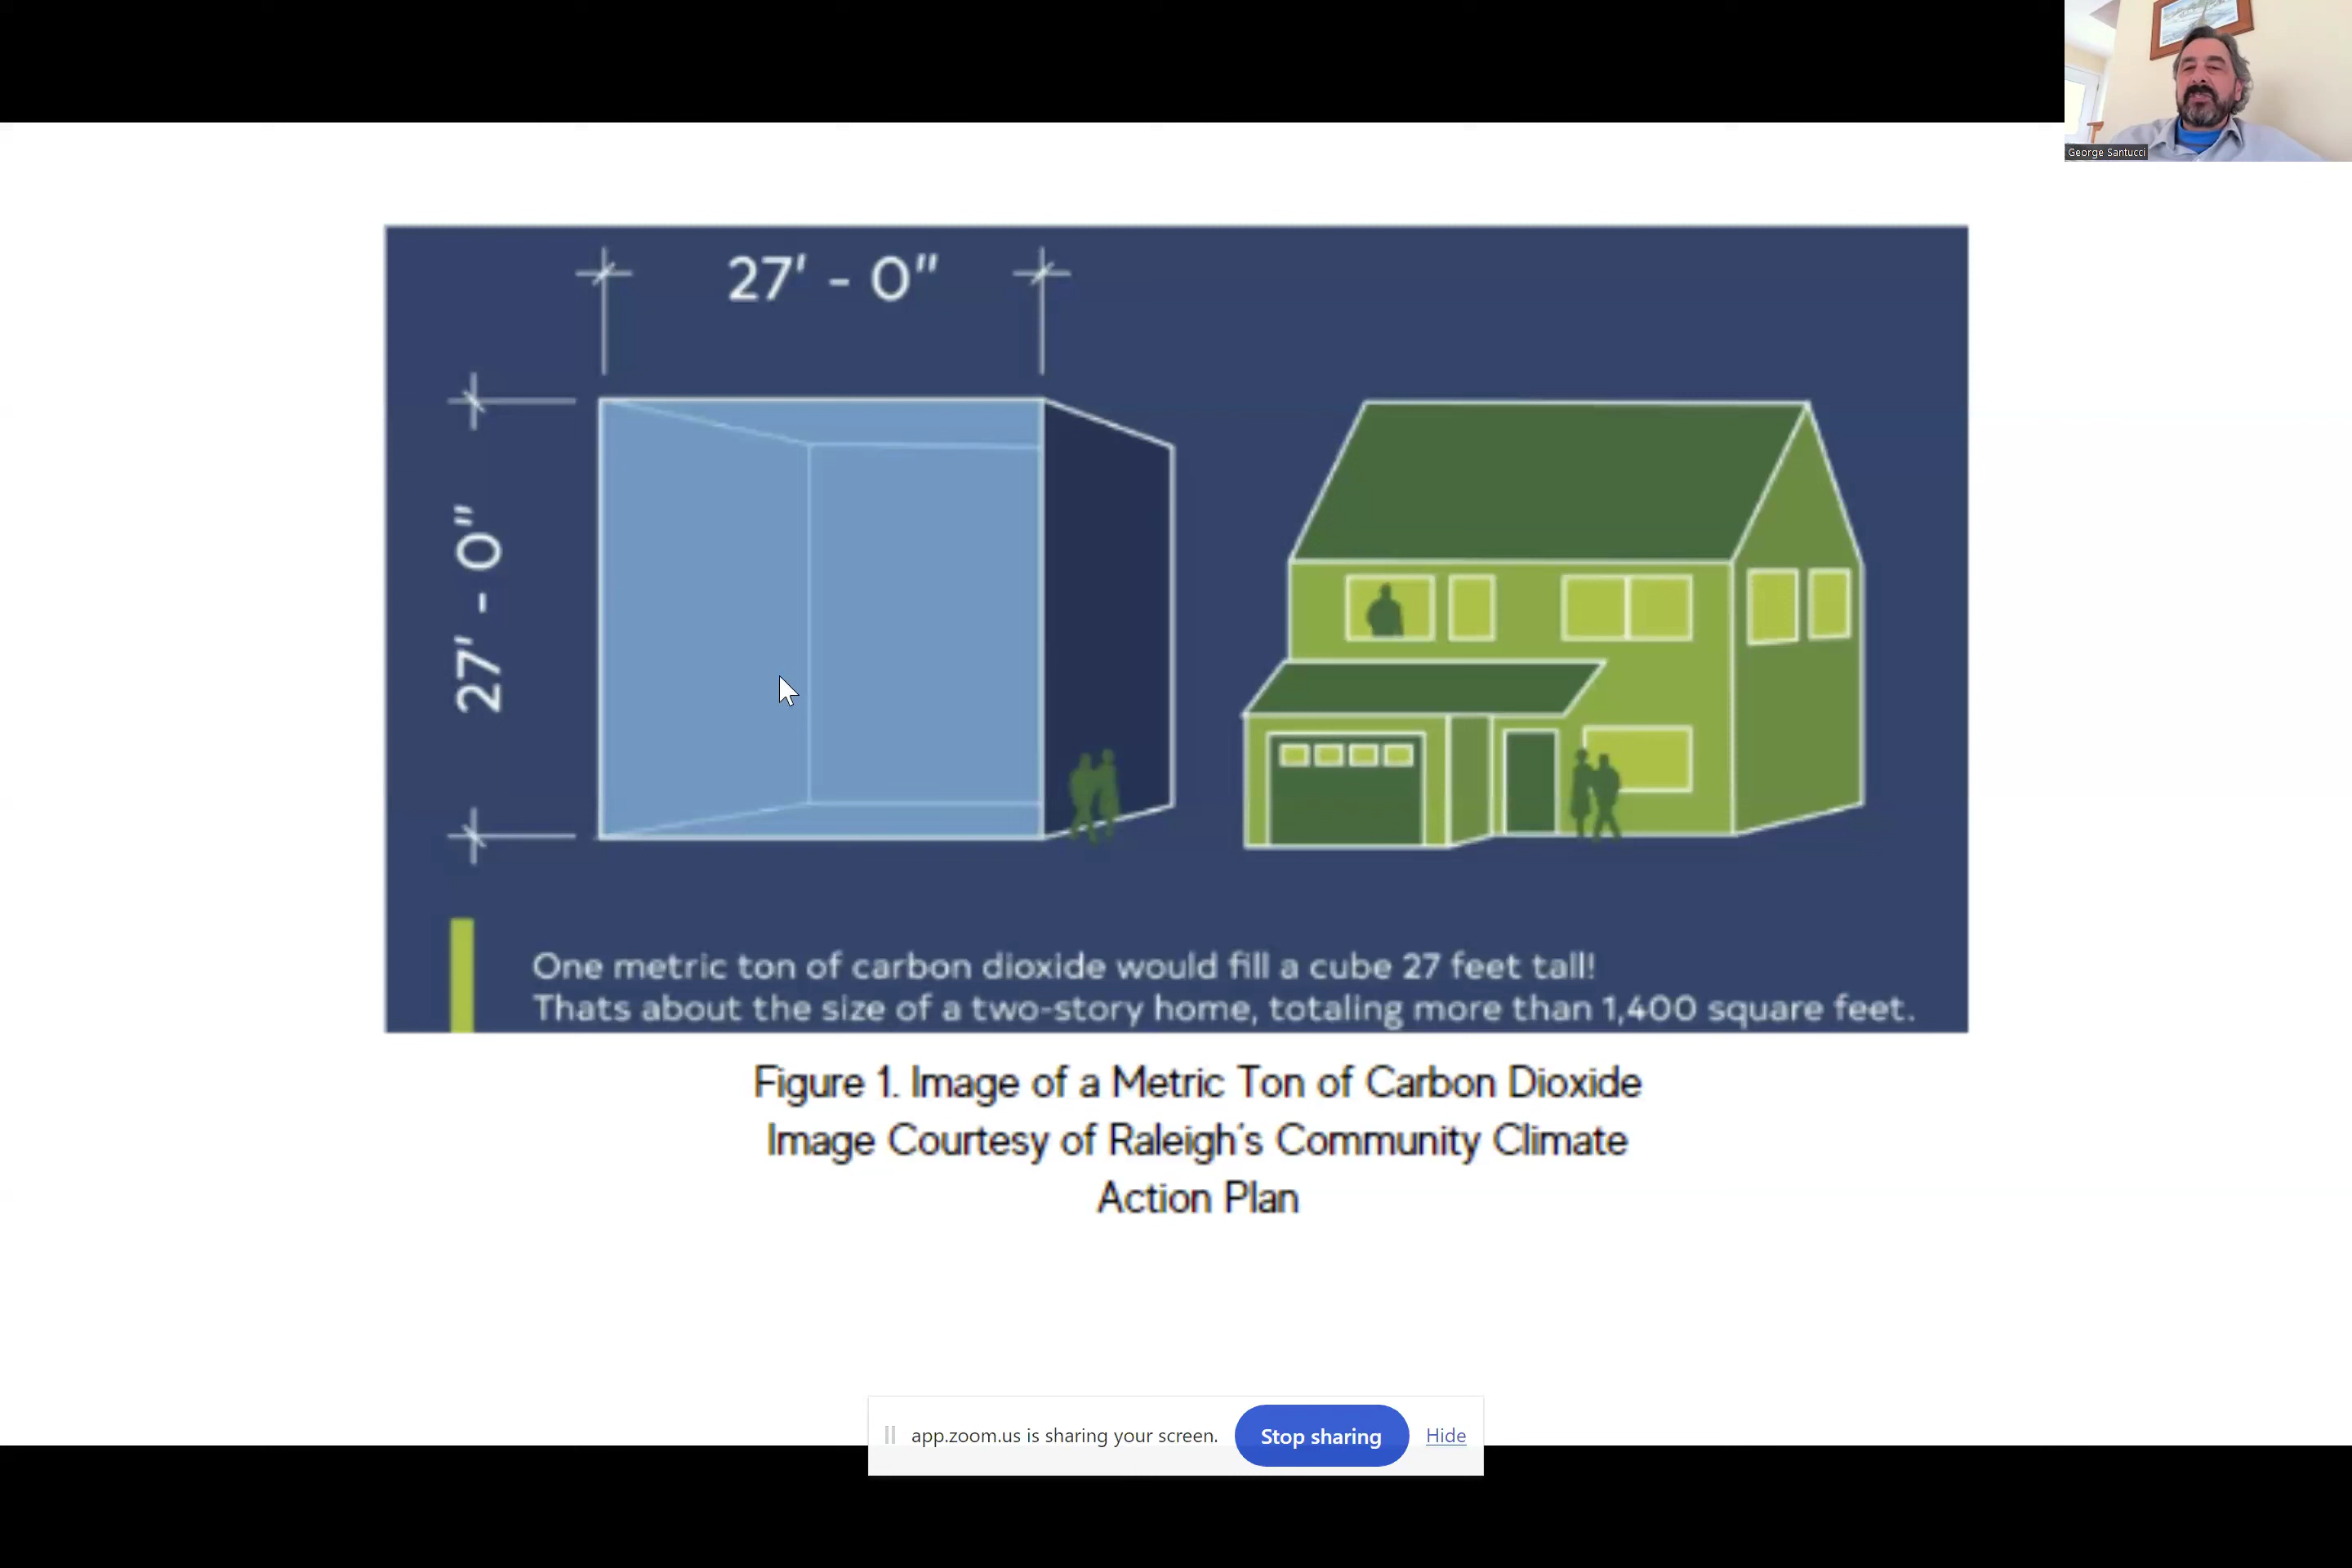 George Santucci
27' - 0"
27' - 0"
One metric ton of carbon dioxide would fill a cube 27 feet tall!
Thats about the size of a two-story home, totaling more than 1,400 square feet.
Figure 1. Image of a Metric Ton of Carbon Dioxide
Image Courtesy of Raleigh's Community Climate
Action Plan
app.zoom.us is sharing your screen. Stop sharing Hide